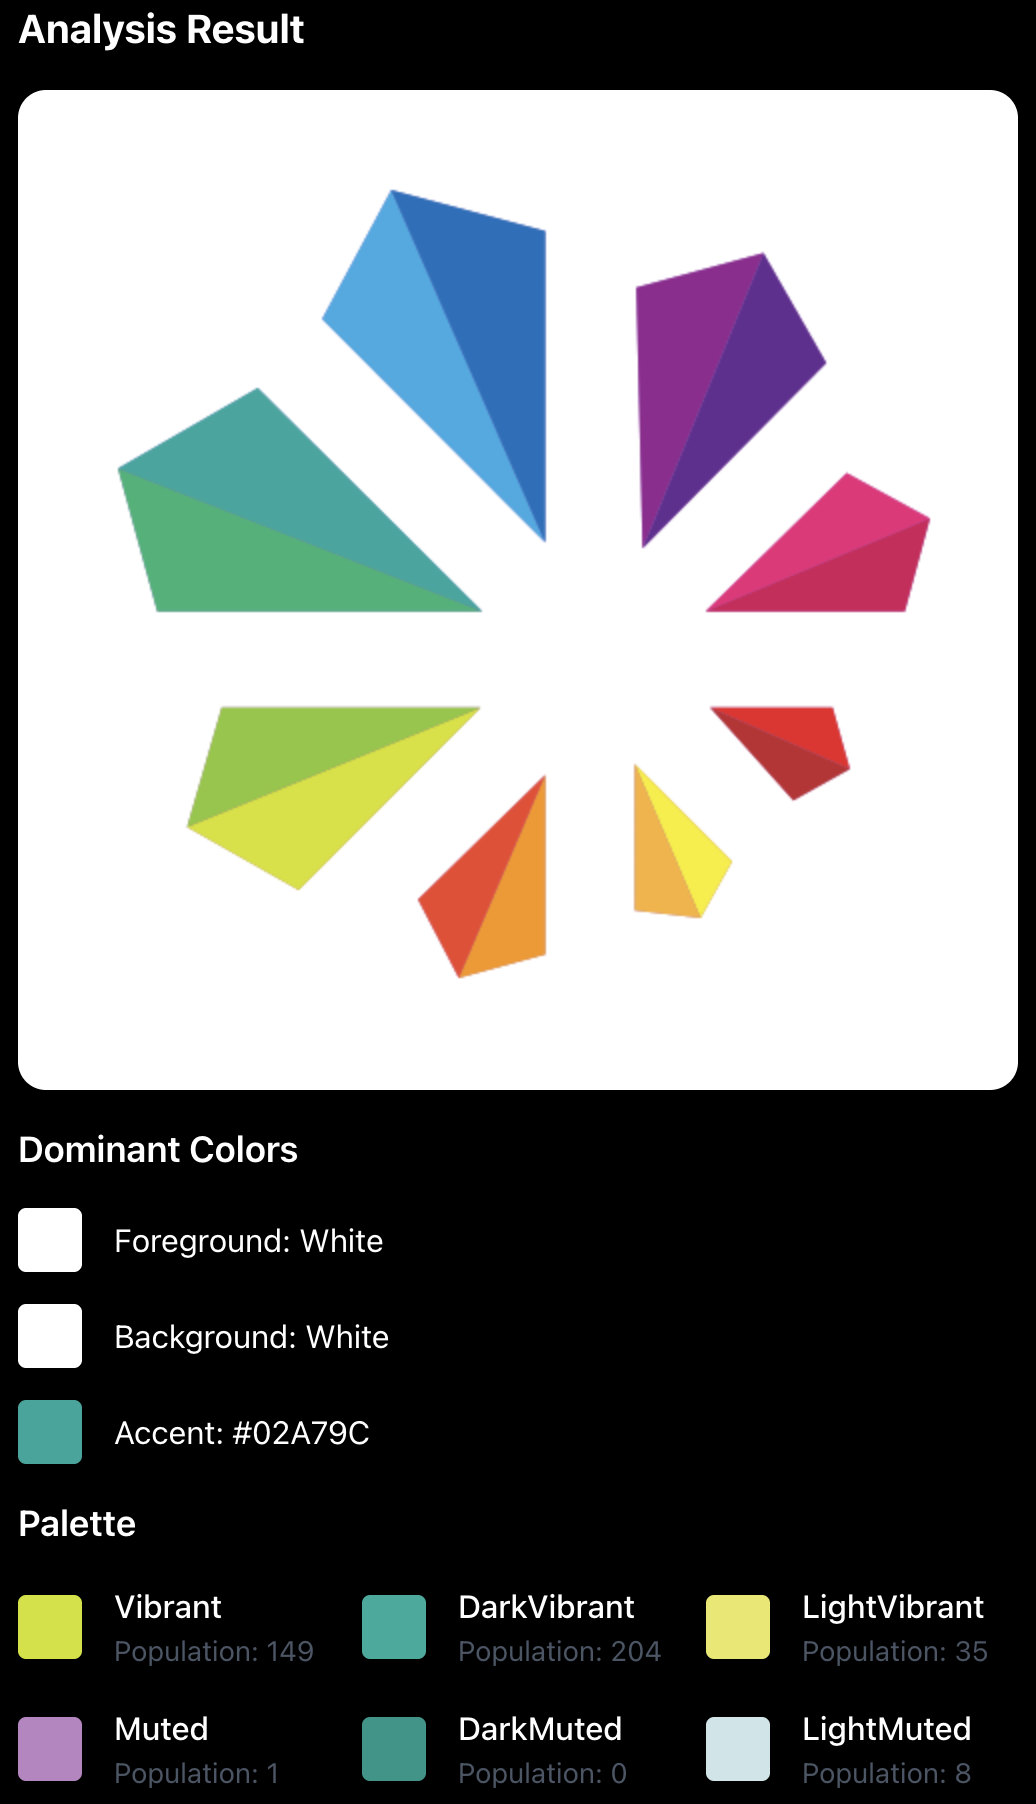 Analysis Result
Dominant Colors
Foreground: White
Background: White
Accent: #02A79C
Palette
Vibrant
Population: 149
DarkVibrant
Population: 204
LightVibrant
Population: 35
Muted
Population: 1
DarkMuted
Population: 0
LightMuted
Population: 8